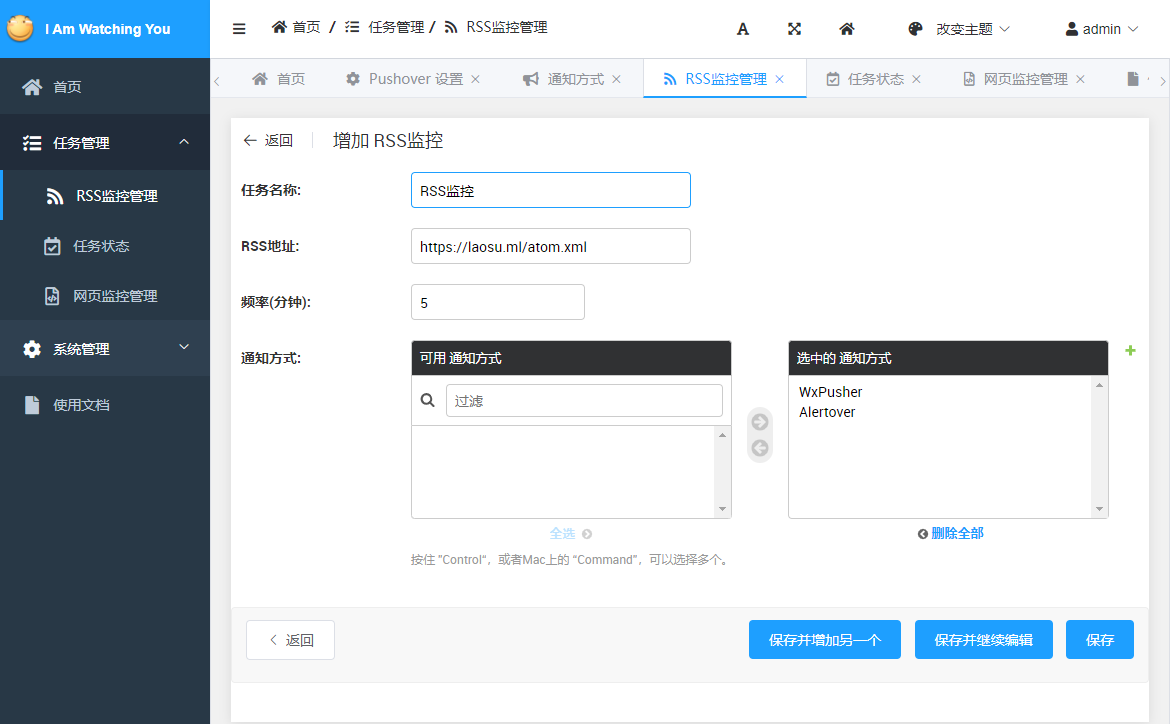 I Am Watching You
首页 / 任务管理 / RSS监控管理
A
改变主题
admin
首页
Pushover 设置 ×
通知方式 ×
RSS监控管理 ×
任务状态 ×
网页监控管理 ×
首页
任务管理
RSS监控管理
任务状态
网页监控管理
系统管理
使用文档
返回
增加 RSS监控
任务名称:
RSS监控
RSS地址:
https://laosu.ml/atom.xml
频率(分钟):
5
通知方式:
可用 通知方式
过滤
全选
选中的 通知方式
WxPusher
Alertover
删除全部
按住 "Control"，或者Mac上的 “Command”，可以选择多个。
返回
保存并增加另一个
保存并继续编辑
保存